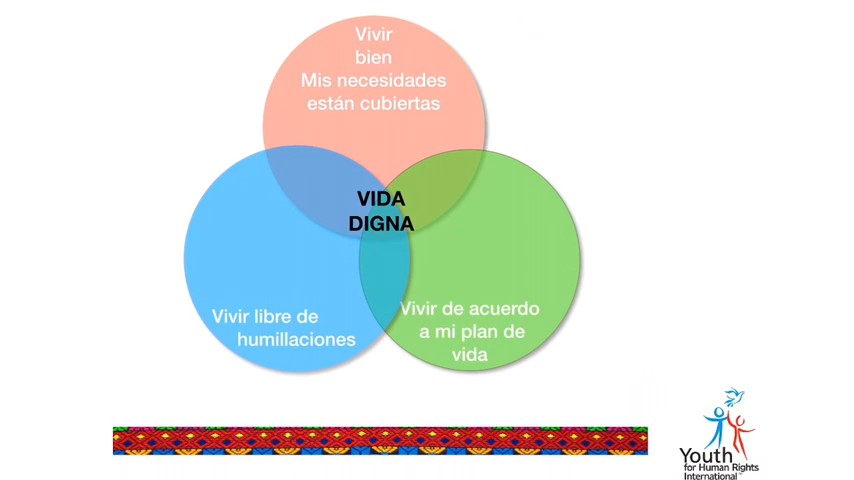 Vivir
bien
Mis necesidades
están cubiertas
VIDA
DIGNA
Vivir libre de
humillaciones
Vivir de acuerdo
a mi plan de
vida
Youth
for Human Rights
International